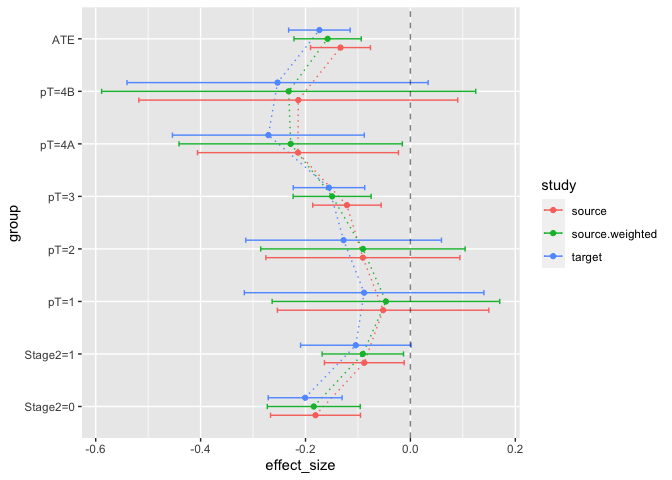 ATE
pT=4B
pT=4A
pT=3
pT=2
pT=1
Stage2=1
Stage2=0
group
-0.6 -0.4 -0.2 0.0 0.2
effect_size
study
source
source.weighted
target